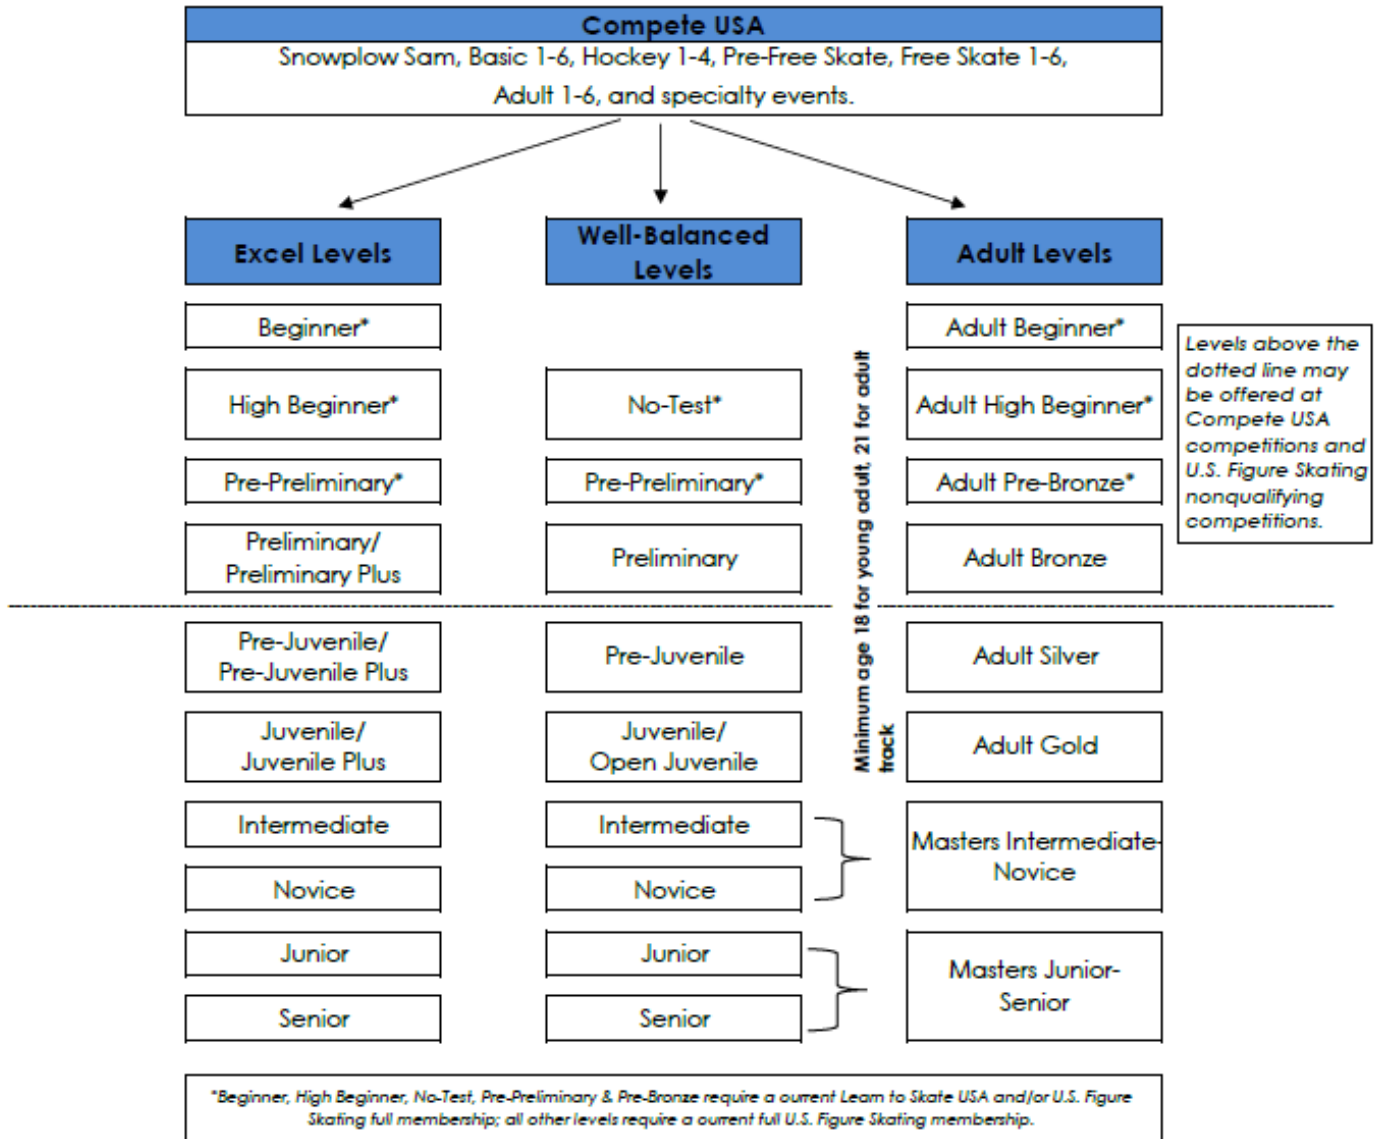 Compete USA
Snowplow Sam, Basic 1-6, Hockey 1-4, Pre-Free Skate, Free Skate 1-6,
Adult 1-6, and specialty events.
Excel Levels
Well-Balanced
Levels
Adult Levels
Beginner*
Adult Beginner*
High Beginner*
No-Test*
Adult High Beginner*
Pre-Preliminary*
Pre-Preliminary*
Adult Pre-Bronze*
Preliminary/
Preliminary Plus
Preliminary
Adult Bronze
Levels above the
dotted line may
be offered at
Compete USA
competitions and
U.S. Figure Skating
nonqualifying
competitions.
Minimum age 18 for young adult, 21 for adult
track
Pre-Juvenile/
Pre-Juvenile Plus
Pre-Juvenile
Adult Silver
Juvenile/
Juvenile Plus
Juvenile/
Open Juvenile
Adult Gold
Intermediate
Intermediate
Masters Intermediate-
Novice
Novice
Novice
Junior
Junior
Masters Junior-
Senior
Senior
Senior
*Beginner, High Beginner, No-Test, Pre-Preliminary & Pre-Bronze require a current Learn to Skate USA and/or U.S. Figure
Skating full membership; all other levels require a current full U.S. Figure Skating membership.